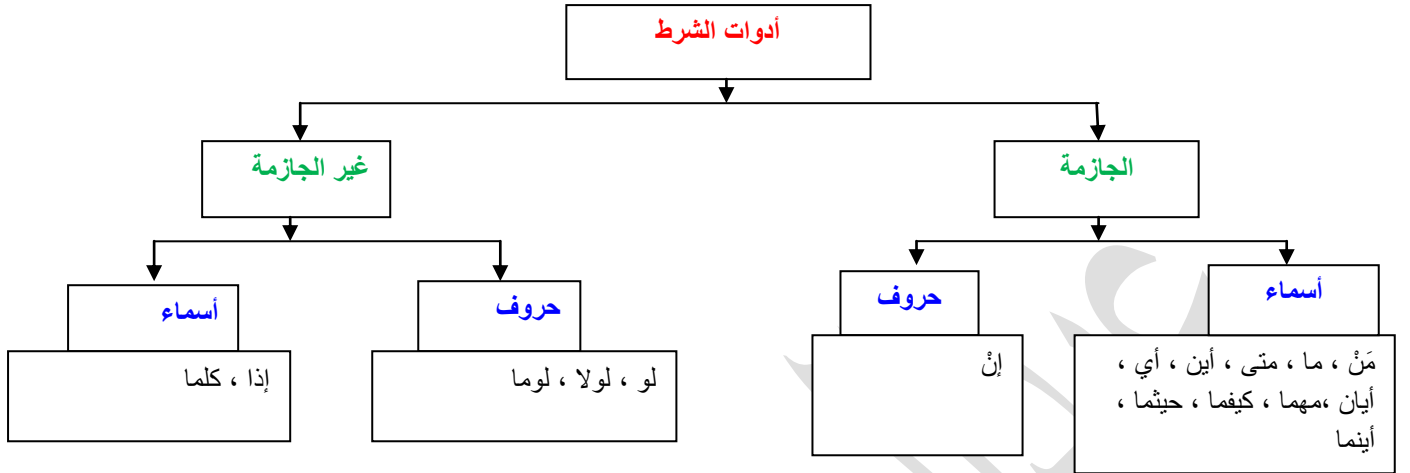 أدوات الشرط
الجازمة
غير الجازمة
أسماء
حروف
حروف
أسماء
مَنْ ، ما ، متى ، أين ، أي ،
أيان ،مهما ، كيفما ، حيثما ،
أينما
إنْ
لو ، لولا ، لوما
إذا ، كلما